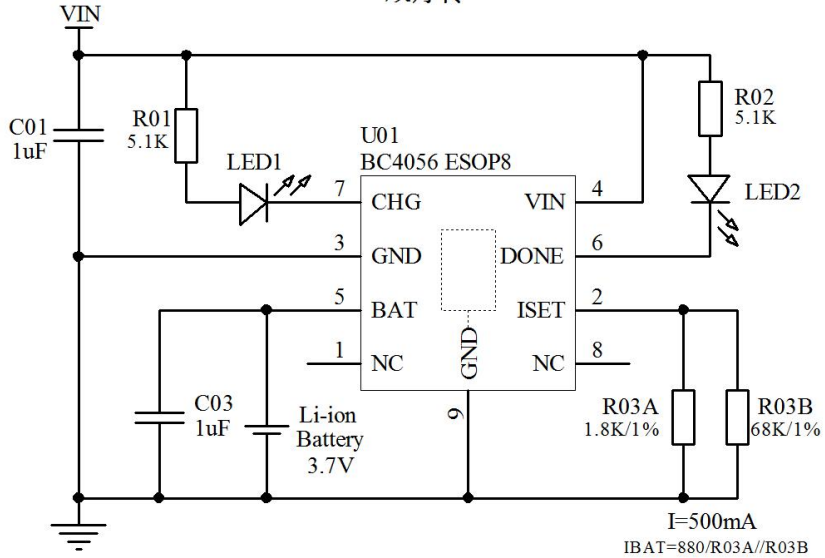 VIN
C01
1uF
R01
5.1K
LED1
U01
BC4056 ESOP8
R02
5.1K
LED2
7
CHG
VIN
4
3
GND
DONE
6
5
BAT
ISET
2
1
NC
GND
NC
8
9
C03
1uF
Li-ion
Battery
3.7V
R03A
1.8K/1%
R03B
68K/1%
I=500mA
IBAT=880/R03A//R03B